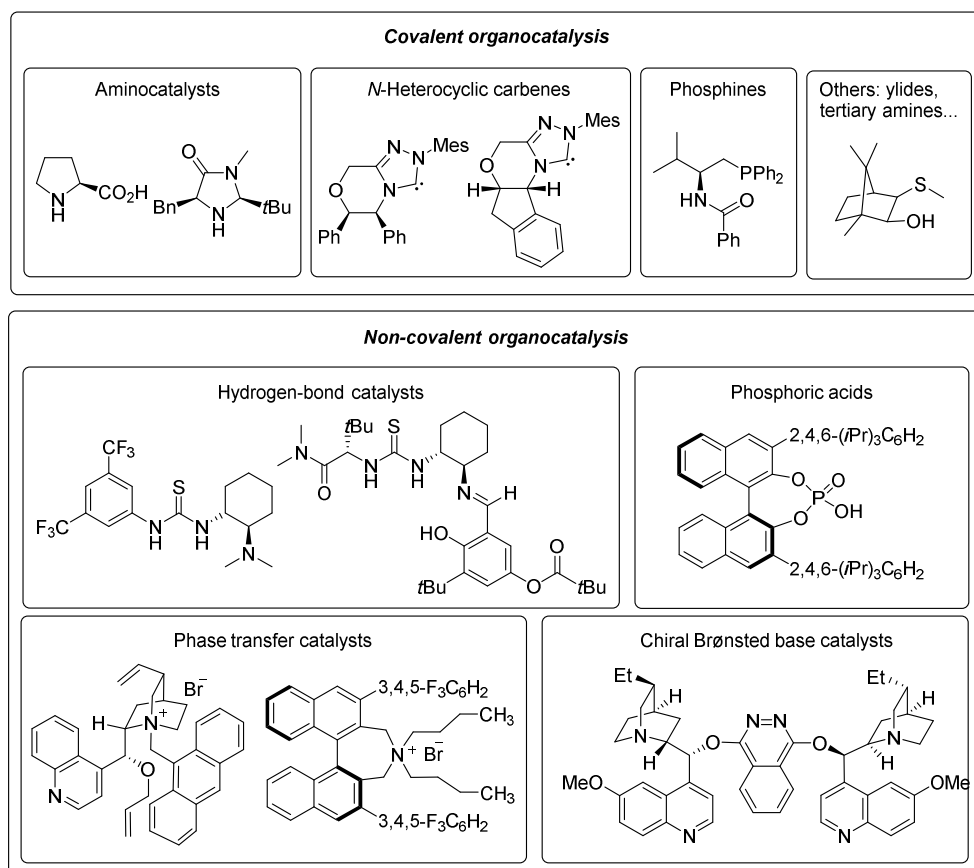 Covalent organocatalysis
Aminocatalysts
N-Heterocyclic carbenes
Phosphines
Others: ylides,
tertiary amines...
N
H
CO2H
O
N
Bn
N
H
tBu
N
N
Mes
O
N
Ph
Ph
N
N
Mes
O
N
H
H
PPh2
HN
O
Ph
S
OH
Non-covalent organocatalysis
Hydrogen-bond catalysts
CF3
F3C
S
N
H
N
H
N
tBu
S
N
O
N
H
N
H
N
H
HO
tBu
O
O
tBu
Phosphoric acids
2,4,6-(iPr)3C6H2
O
O
P
OH
O
2,4,6-(iPr)3C6H2
Phase transfer catalysts
Br−
H
N+
O
N
3,4,5-F3C6H2
CH3
N+
Br−
CH3
3,4,5-F3C6H2
Chiral Brønsted base catalysts
Et
H
N
H
O
N
N
O
Et
H
N
H
MeO
N
OMe
N